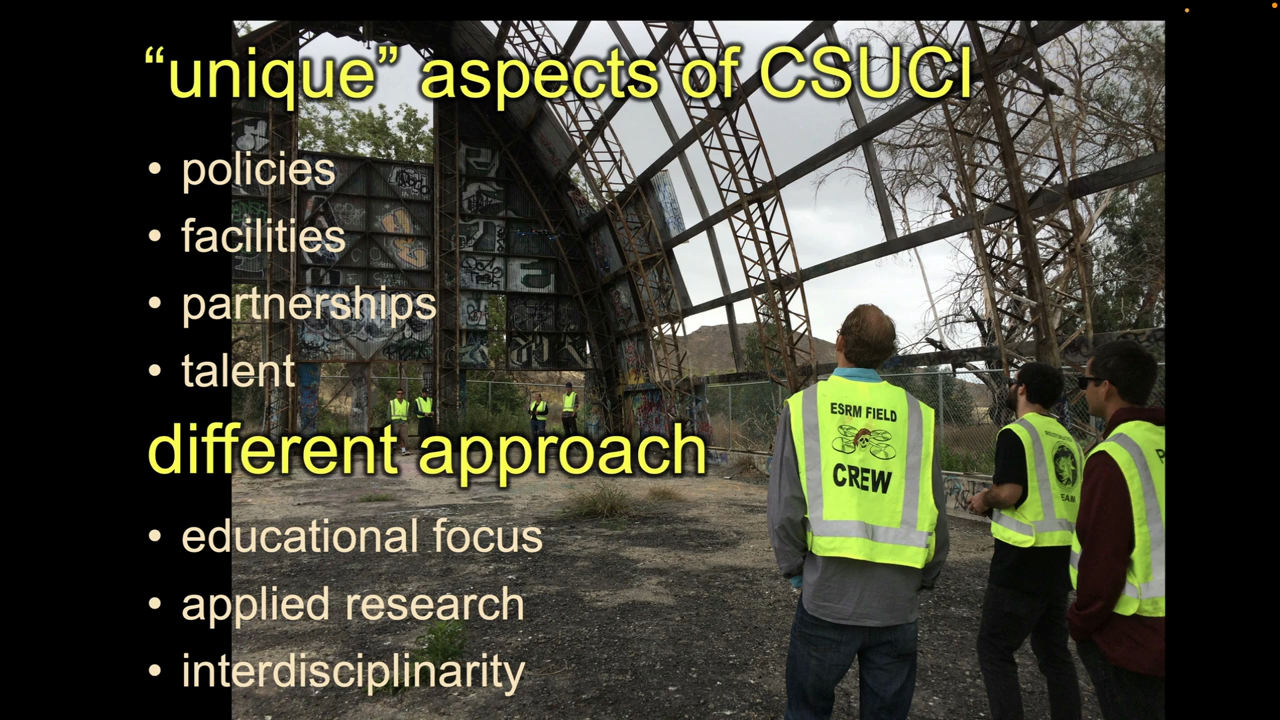 “unique” aspects of CSUCI
• policies
• facilities
• partnerships
• talent
different approach
• educational focus
• applied research
• interdisciplinarity
ESRM FIELD
CREW